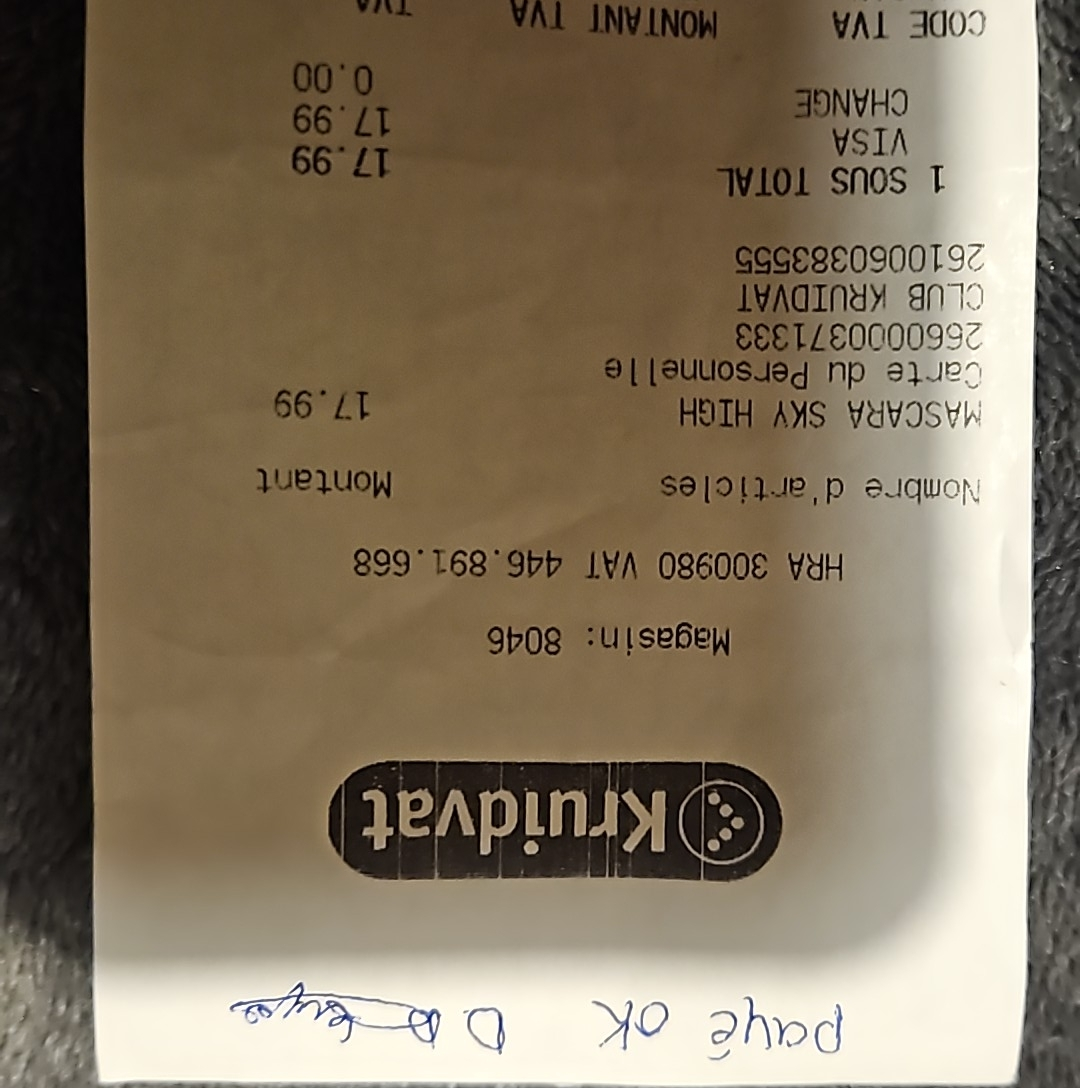 payé OK D.D
Kruidvat
Magasin: 8046
HRA 300980 VAT 446.891.668
Nombre d'articles Montant
MASCARA SKY HIGH 17.99
Carte du Personnelle
2660000371333
CLUB KRUIDVAT
2610060383555
1 SOUS TOTAL 17.99
VISA 17.99
CHANGE 0.00
CODE TVA MONTANT TVA TVA